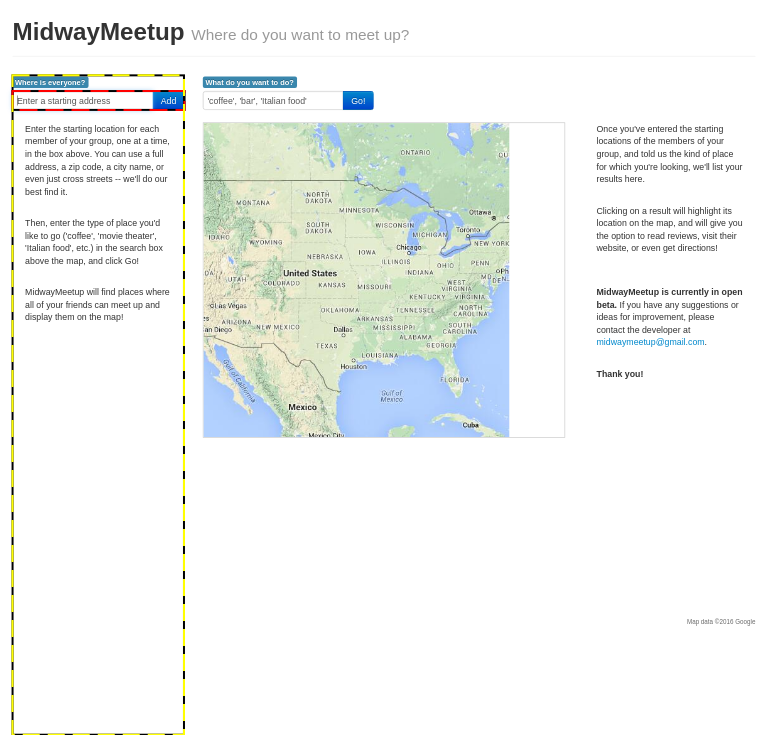 MidwayMeetup Where do you want to meet up?
Where is everyone?
Enter a starting address Add
Enter the starting location for each
member of your group, one at a time,
in the box above. You can use a full
address, a zip code, a city name, or
even just cross streets -- we'll do our
best find it.
Then, enter the type of place you'd
like to go ('coffee', 'movie theater',
'Italian food', etc.) in the search box
above the map, and click Go!
MidwayMeetup will find places where
all of your friends can meet up and
display them on the map!
What do you want to do?
'coffee', 'bar', 'Italian food' Go!
ONTARIO
MONTANA
NORTH DAKOTA
MINNESOTA
Ottawa
SOUTH DAKOTA
WISCONSIN
MICHIGAN
Toronto
IDAHO
WYOMING
NEW YORK
Chicago
IOWA
NEBRASKA
ILLINOIS
INDIANA
OHIO
PENN
United States
UTAH
COLORADO
KANSAS
MISSOURI
WEST VIRGINIA
MD
KENTUCKY
VIRGINIA
Las Vegas
OKLAHOMA
TENNESSEE
NORTH CAROLINA
ARIZONA
NEW MEXICO
ARKANSAS
MISSISSIPPI
SOUTH CAROLINA
an Diego
Dallas
ALABAMA
GEORGIA
TEXAS
LOUISIANA
Houston
Gulf of California
FLORIDA
Gulf of Mexico
Mexico
Cuba
Mexico City
Once you've entered the starting
locations of the members of your
group, and told us the kind of place
for which you're looking, we'll list your
results here.
Clicking on a result will highlight its
location on the map, and will give you
the option to read reviews, visit their
website, or even get directions!
MidwayMeetup is currently in open
beta. If you have any suggestions or
ideas for improvement, please
contact the developer at
midwaymeetup@gmail.com.
Thank you!
Map data ©2016 Google